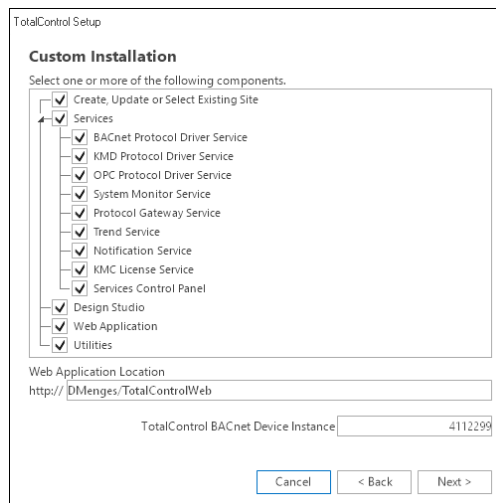 TotalControl Setup
Custom Installation
Select one or more of the following components.
Create, Update or Select Existing Site
Services
BACnet Protocol Driver Service
KMD Protocol Driver Service
OPC Protocol Driver Service
System Monitor Service
Protocol Gateway Service
Trend Service
Notification Service
KMC License Service
Services Control Panel
Design Studio
Web Application
Utilities
Web Application Location
http:// DMenges/TotalControlWeb
TotalControl BACnet Device Instance 4112299
Cancel < Back Next >